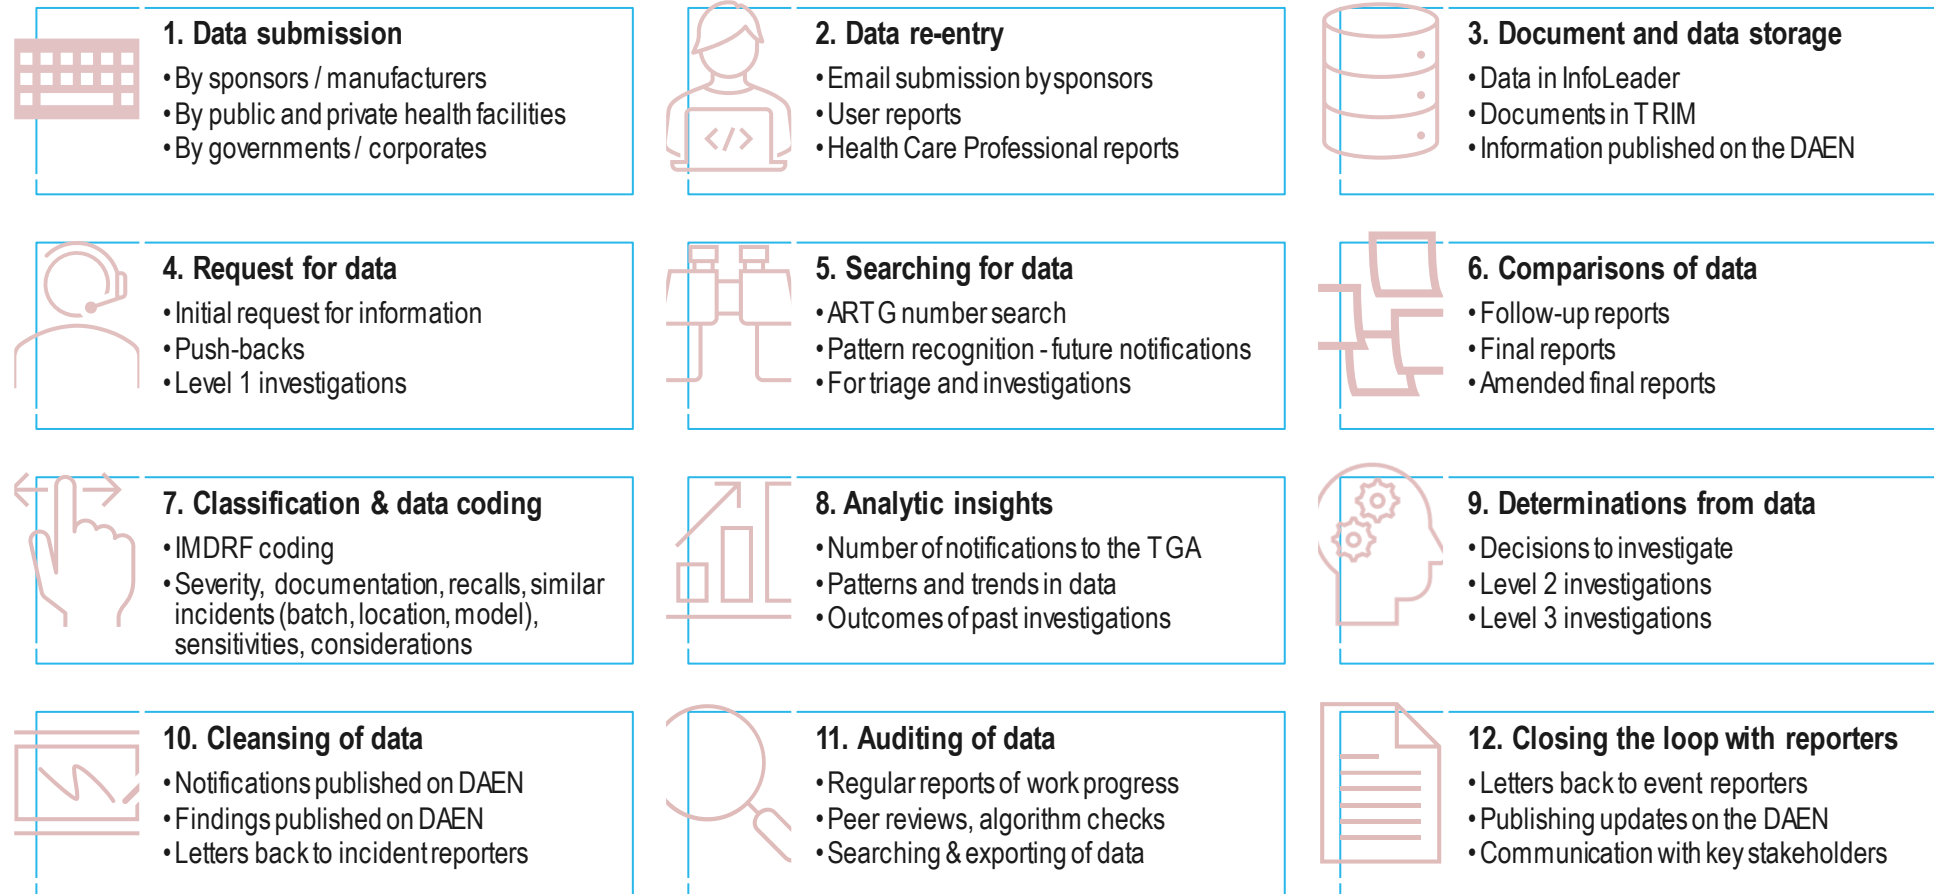 1. Data submission
• By sponsors / manufacturers
• By public and private health facilities
• By governments / corporates
2. Data re-entry
• Email submission by sponsors
• User reports
• Health Care Professional reports
</>
3. Document and data storage
• Data in InfoLeader
• Documents in TRIM
• Information published on the DAEN
4. Request for data
• Initial request for information
• Push-backs
• Level 1 investigations
5. Searching for data
• ARTG number search
• Pattern recognition - future notifications
• For triage and investigations
6. Comparisons of data
• Follow-up reports
• Final reports
• Amended final reports
7. Classification & data coding
• IMDRF coding
• Severity, documentation, recalls, similar
incidents (batch, location, model),
sensitivities, considerations
8. Analytic insights
• Number of notifications to the TGA
• Patterns and trends in data
• Outcomes of past investigations
9. Determinations from data
• Decisions to investigate
• Level 2 investigations
• Level 3 investigations
10. Cleansing of data
• Notifications published on DAEN
• Findings published on DAEN
• Letters back to incident reporters
11. Auditing of data
• Regular reports of work progress
• Peer reviews, algorithm checks
• Searching & exporting of data
12. Closing the loop with reporters
• Letters back to event reporters
• Publishing updates on the DAEN
• Communication with key stakeholders